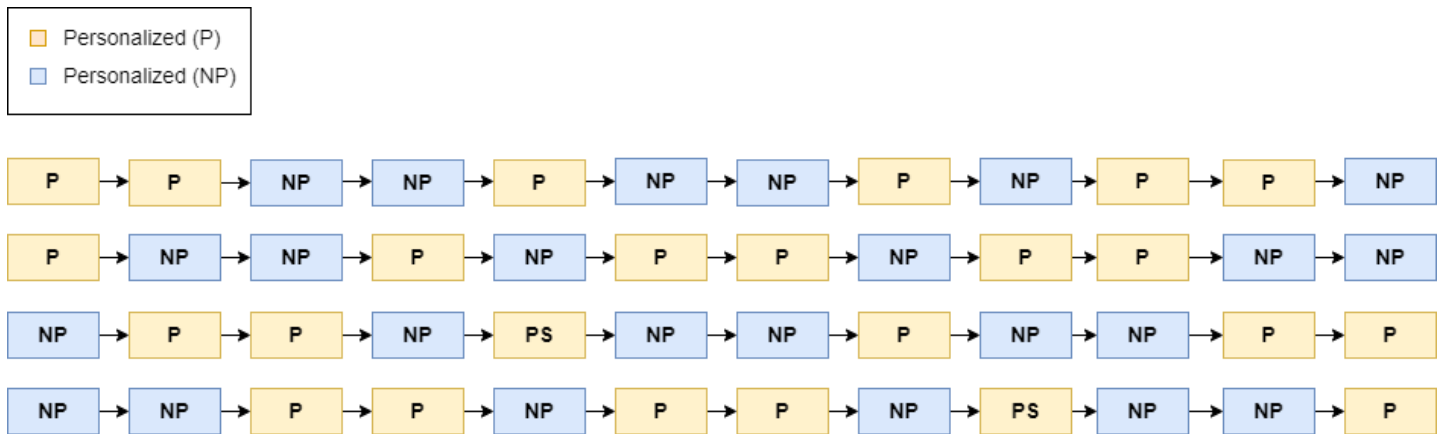 Personalized (P)
Personalized (NP)
P P NP NP P NP NP P NP P P NP
P NP NP P NP P P NP P P NP NP
NP P P NP PS NP NP P NP NP P P
NP NP P P NP P P NP PS NP NP P